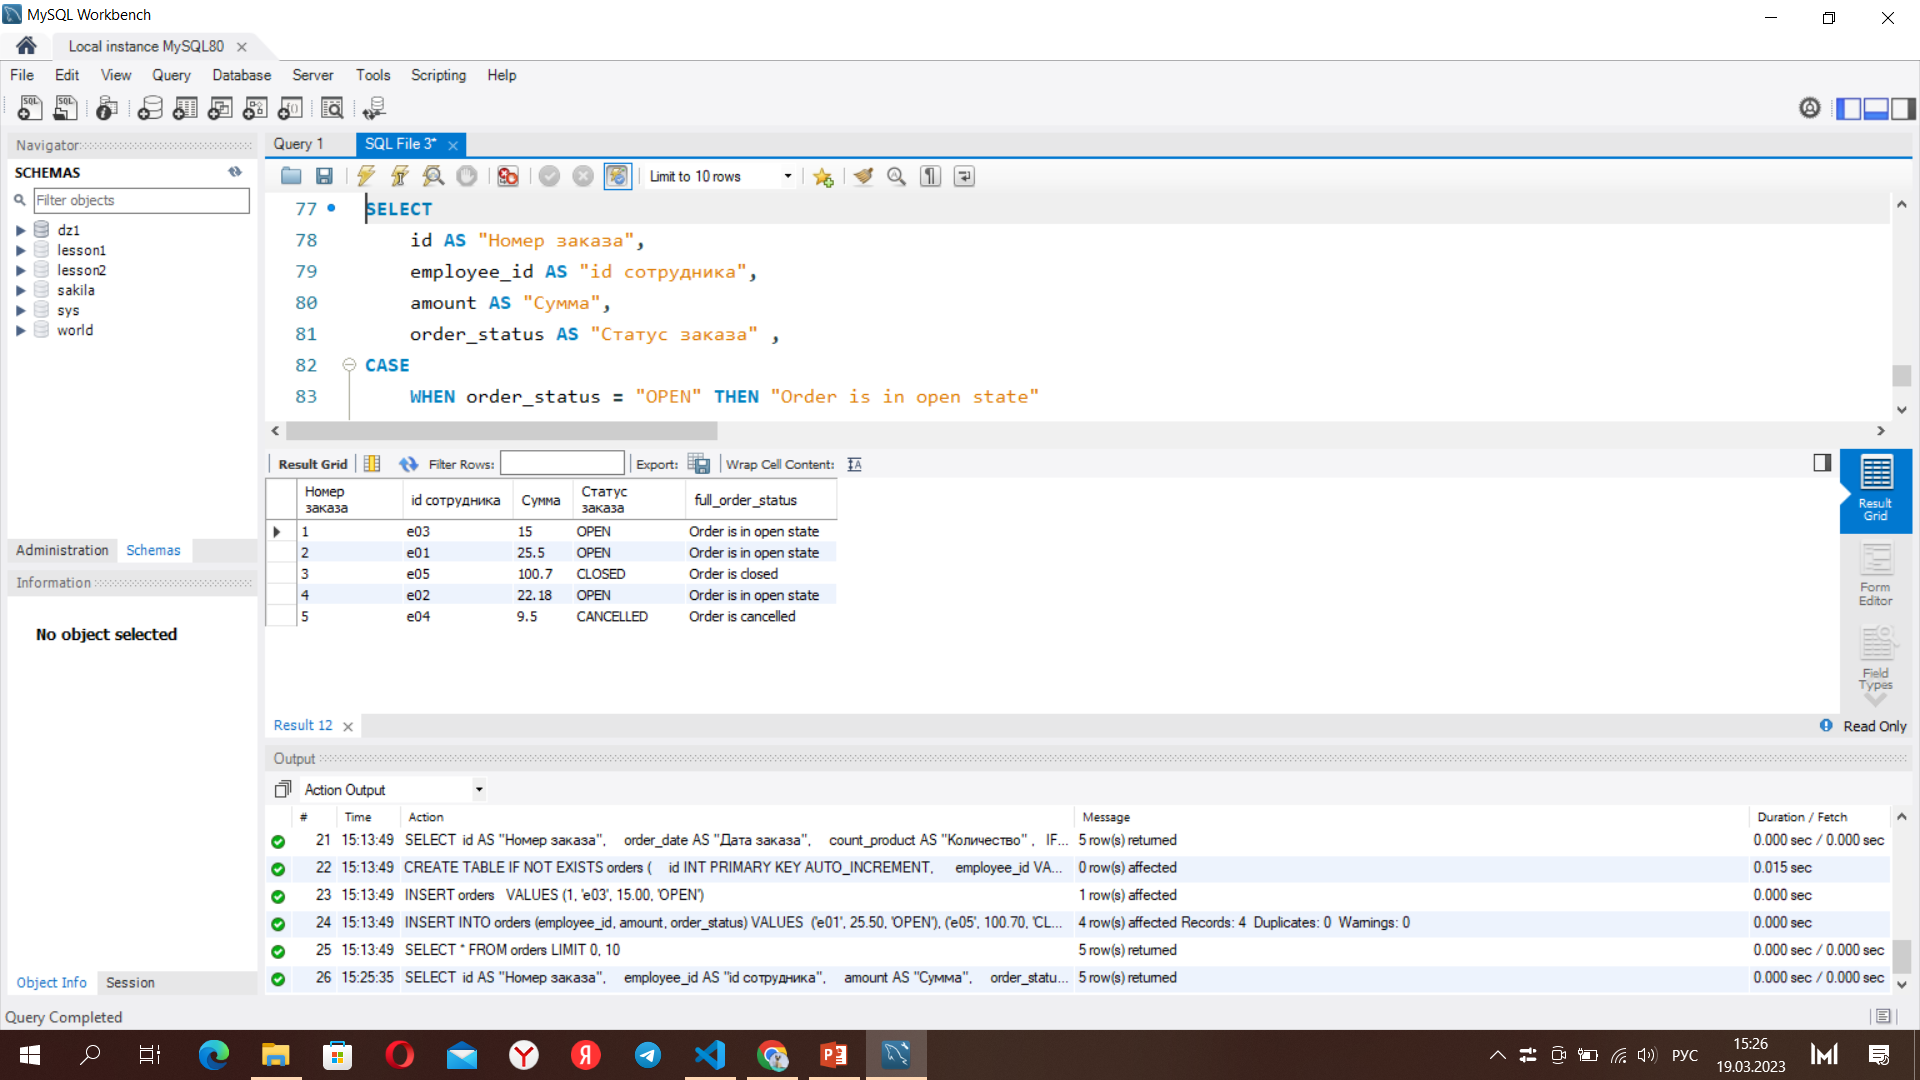 MySQL Workbench
Local instance MySQL80
File Edit View Query Database Server Tools Scripting Help
Navigator
SCHEMAS
Filter objects
dz1
lesson1
lesson2
sakila
sys
world
Administration Schemas
Information
No object selected
Object Info Session
Query 1 SQL File 3*
Limit to 10 rows
77 SELECT
78 id AS "Номер заказа",
79 employee_id AS "id сотрудника",
80 amount AS "Сумма",
81 order_status AS "Статус заказа" ,
82 CASE
83 WHEN order_status = "OPEN" THEN "Order is in open state"
Result Grid Filter Rows: Export: Wrap Cell Content:
Номер заказа id сотрудника Сумма Статус заказа full_order_status
1 e03 15 OPEN Order is in open state
2 e01 25.5 OPEN Order is in open state
3 e05 100.7 CLOSED Order is closed
4 e02 22.18 OPEN Order is in open state
5 e04 9.5 CANCELLED Order is cancelled
Result Grid
Form Editor
Field Types
Result 12
Read Only
Output
Action Output
# Time Action Message Duration / Fetch
21 15:13:49 SELECT id AS "Номер заказа", order_date AS "Дата заказа", count_product AS "Количество" , IF... 5 row(s) returned 0.000 sec / 0.000 sec
22 15:13:49 CREATE TABLE IF NOT EXISTS orders ( id INT PRIMARY KEY AUTO_INCREMENT, employee_id VA... 0 row(s) affected 0.015 sec
23 15:13:49 INSERT orders VALUES (1, 'e03', 15.00, 'OPEN') 1 row(s) affected 0.000 sec
24 15:13:49 INSERT INTO orders (employee_id, amount, order_status) VALUES ('e01', 25.50, 'OPEN'), ('e05', 100.70, 'CL... 4 row(s) affected Records: 4 Duplicates: 0 Warnings: 0 0.000 sec
25 15:13:49 SELECT * FROM orders LIMIT 0, 10 5 row(s) returned 0.000 sec / 0.000 sec
26 15:25:35 SELECT id AS "Номер заказа", employee_id AS "id сотрудника", amount AS "Сумма", order_statu... 5 row(s) returned 0.000 sec / 0.000 sec
Query Completed
РУС
15:26
19.03.2023